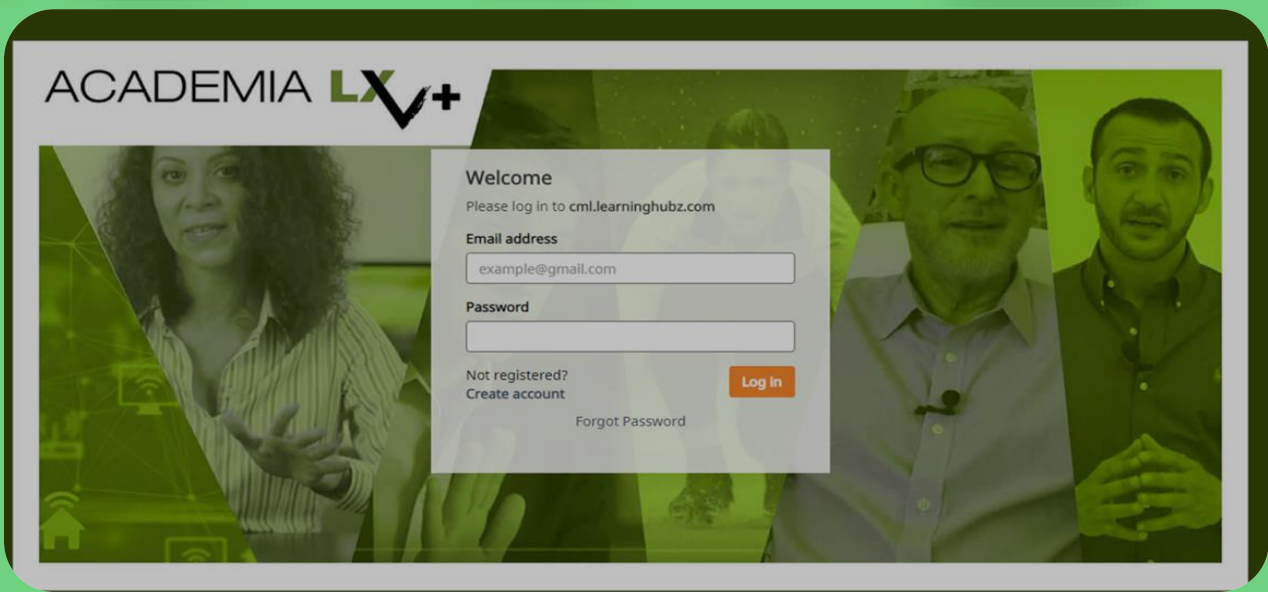 ACADEMIA LX+
Welcome
Please log in to cml.learninghubz.com
Email address
example@gmail.com
Password
Not registered?
Create account
Log in
Forgot Password